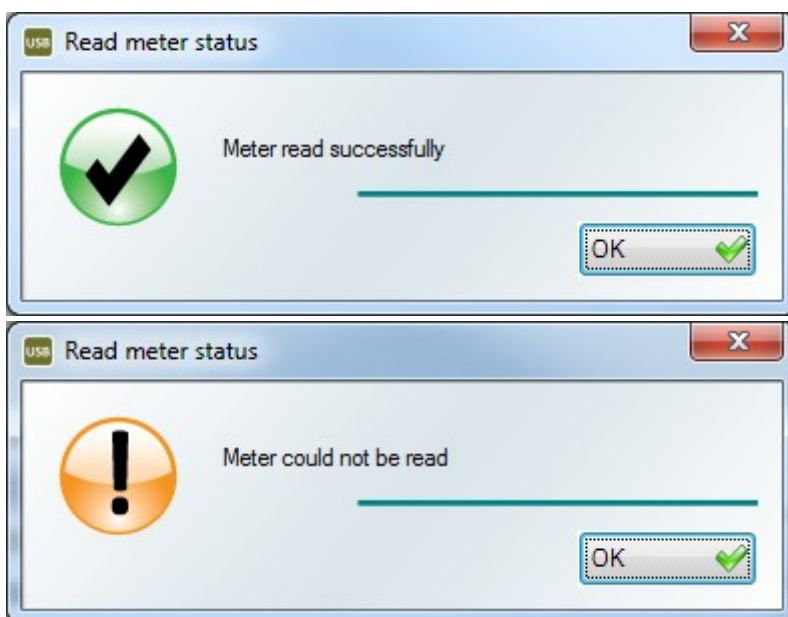 USB Read meter status
Meter read successfully
OK
USB Read meter status
Meter could not be read
OK